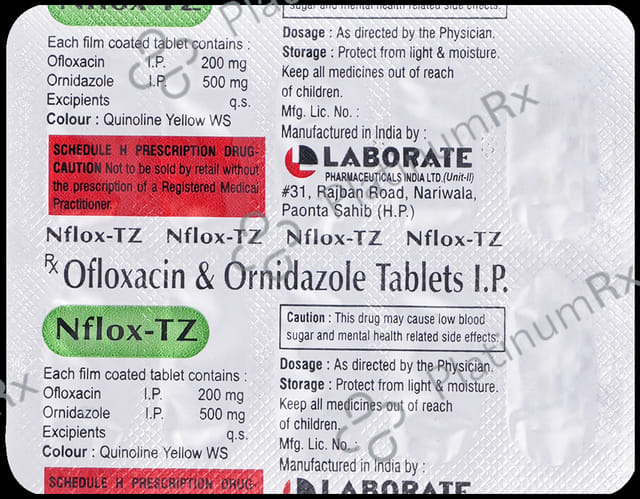 Nflox-TZ
sugar and mental health related side effects.
Each film coated tablet contains :
Ofloxacin I.P. 200 mg
Ornidazole I.P. 500 mg
Excipients q.s.
Colour : Quinoline Yellow WS
SCHEDULE H PRESCRIPTION DRUG-
CAUTION Not to be sold by retail without
the prescription of a Registered Medical
Practitioner.
Dosage : As directed by the Physician.
Storage : Protect from light & moisture.
Keep all medicines out of reach
of children.
Mfg. Lic. No. :
Manufactured in India by :
LABORATE
PHARMACEUTICALS INDIA LTD.(Unit-II)
#31, Rajban Road, Nariwala,
Paonta Sahib (H.P.)
Nflox-TZ Nflox-TZ Nflox-TZ Nflox-TZ
Rx Ofloxacin & Ornidazole Tablets I.P.
Nflox-TZ
Caution : This drug may cause low blood
sugar and mental health related side effects.
Each film coated tablet contains :
Ofloxacin I.P. 200 mg
Ornidazole I.P. 500 mg
Excipients q.s.
Colour : Quinoline Yellow WS
SCHEDULE H PRESCRIPTION DRUG-
Dosage : As directed by the Physician.
Storage : Protect from light & moisture.
Keep all medicines out of reach
of children.
Mfg. Lic. No. :
Manufactured in India by :
LABORATE
PlatinumRx
PlatinumRx
Rx